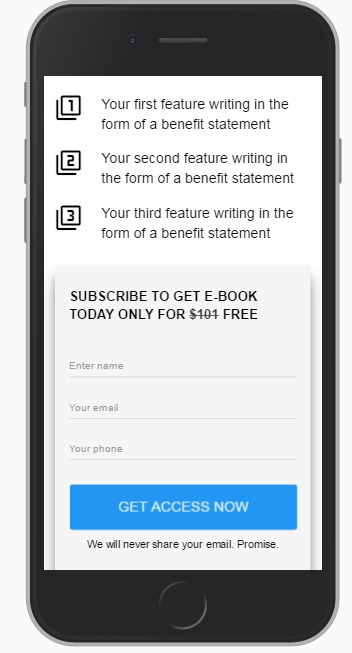 1 Your first feature writing in the
form of a benefit statement
2 Your second feature writing in
the form of a benefit statement
3 Your third feature writing in the
form of a benefit statement
SUBSCRIBE TO GET E-BOOK
TODAY ONLY FOR $101 FREE
Enter name
Your email
Your phone
GET ACCESS NOW
We will never share your email. Promise.